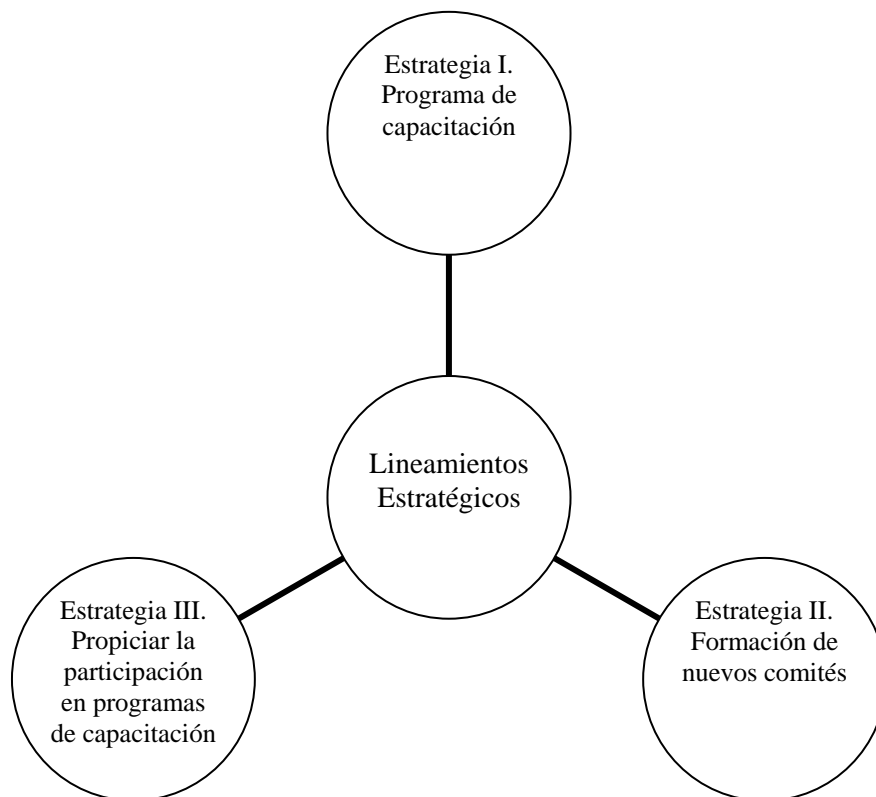 Estrategia I.
Programa de
capacitación
Lineamientos
Estratégicos
Estrategia III.
Propiciar la
participación
en programas
de capacitación
Estrategia II.
Formación de
nuevos comités